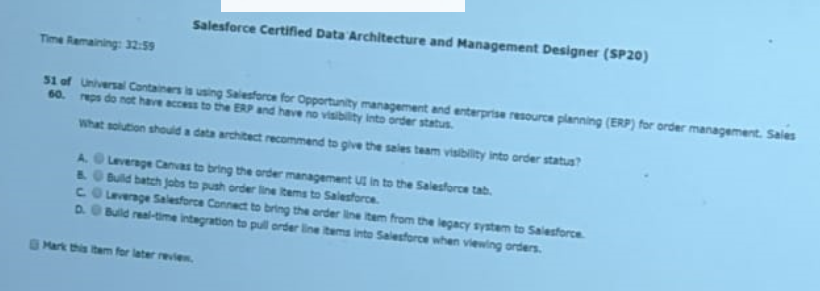 Salesforce Certified Data Architecture and Management Designer (SP20)
Time Remaining: 32:59
51 of 60. Universal Containers is using Salesforce for Opportunity management and enterprise resource planning (ERP) for order management. Sales
reps do not have access to the ERP and have no visibility into order status.
What solution should a data architect recommend to give the sales team visibility into order status?
A. Leverage Canvas to bring the order management UI in to the Salesforce tab.
B. Build batch jobs to push order line items to Salesforce.
C. Leverage Salesforce Connect to bring the order line item from the legacy system to Salesforce.
D. Build real-time integration to pull order line items into Salesforce when viewing orders.
Mark this item for later review.